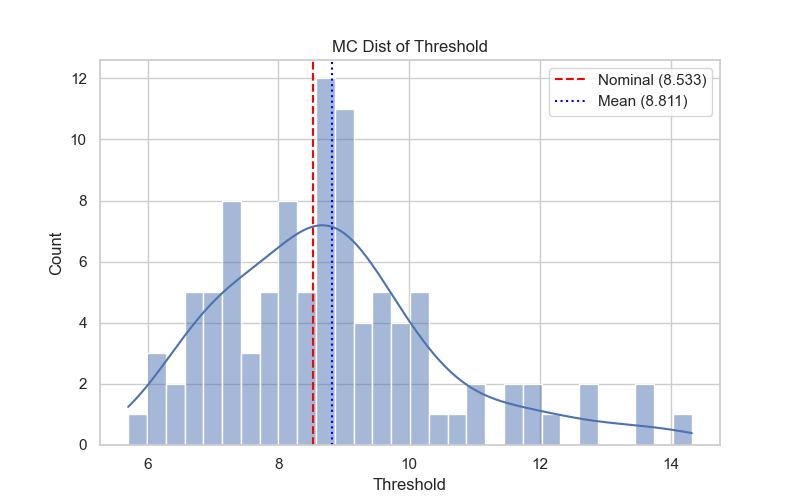 MC Dist of Threshold
Nominal (8.533)
Mean (8.811)
Count
12
10
8
6
4
2
0
6
8
10
12
14
Threshold